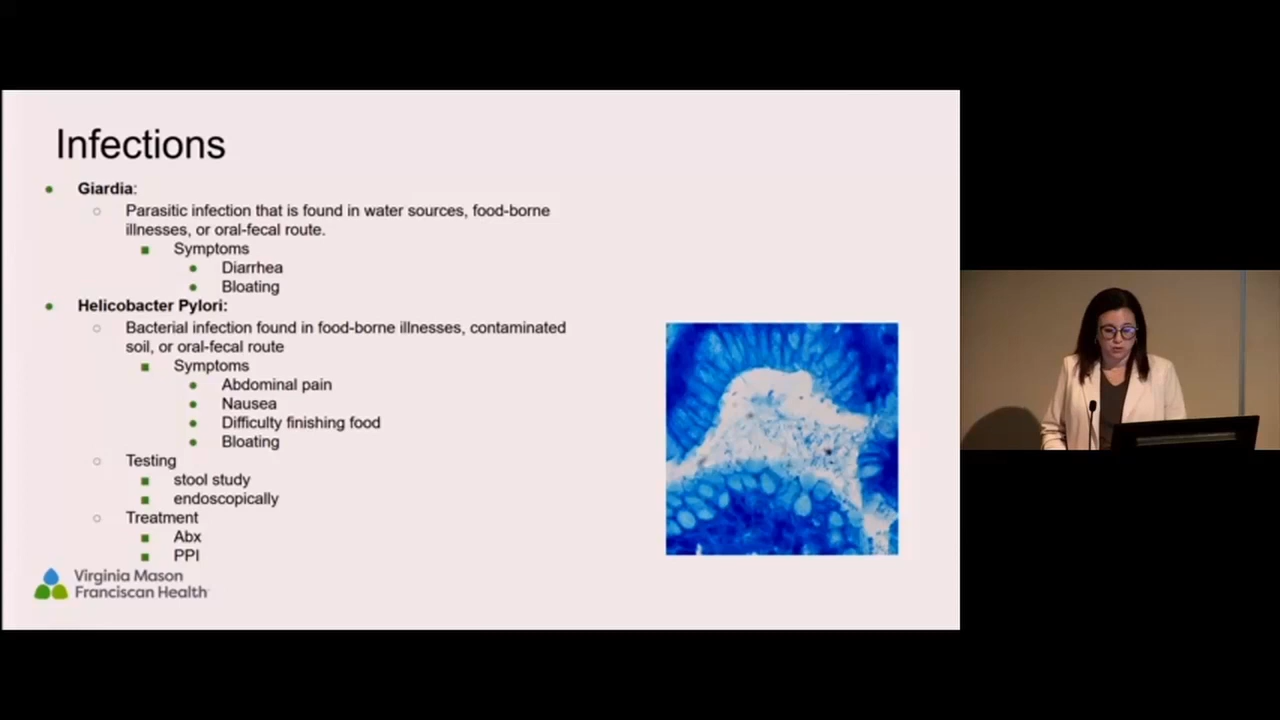 Infections
Giardia:
Parasitic infection that is found in water sources, food-borne
illnesses, or oral-fecal route.
Symptoms
Diarrhea
Bloating
Helicobacter Pylori:
Bacterial infection found in food-borne illnesses, contaminated
soil, or oral-fecal route
Symptoms
Abdominal pain
Nausea
Difficulty finishing food
Bloating
Testing
stool study
endoscopically
Treatment
Abx
PPI
Virginia Mason
Franciscan Health